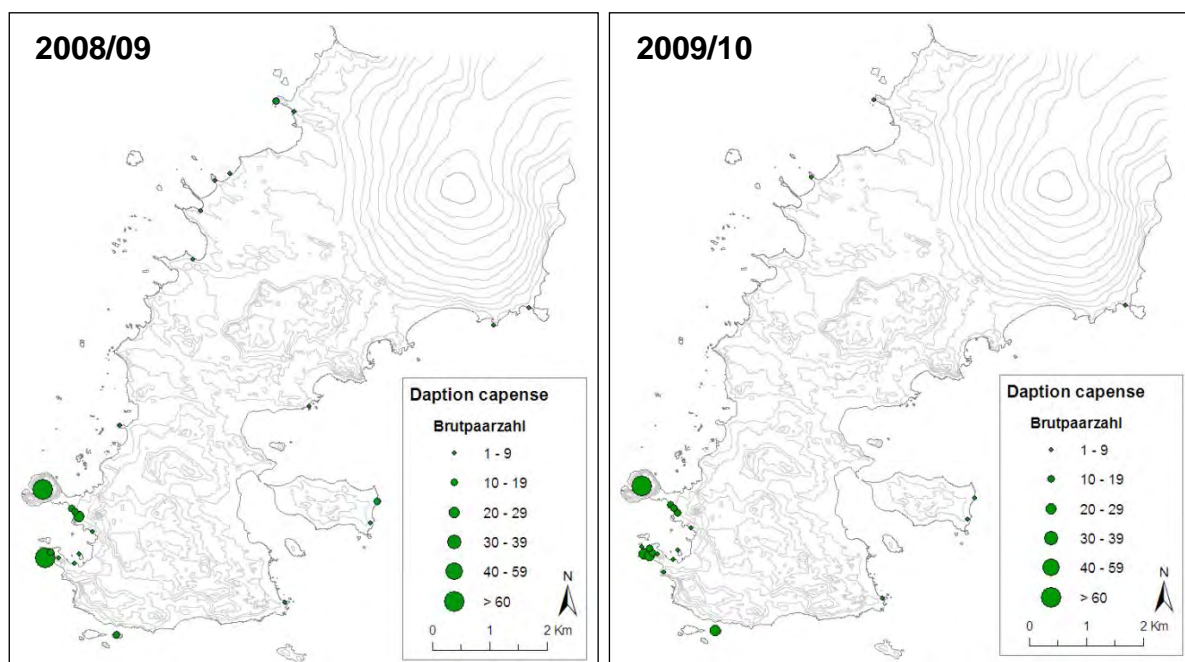 2008/09
Daption capense
Brutpaarzahl
1 - 9
10 - 19
20 - 29
30 - 39
40 - 59
> 60
N
0 1 2 Km
2009/10
Daption capense
Brutpaarzahl
1 - 9
10 - 19
20 - 29
30 - 39
40 - 59
> 60
N
0 1 2 Km